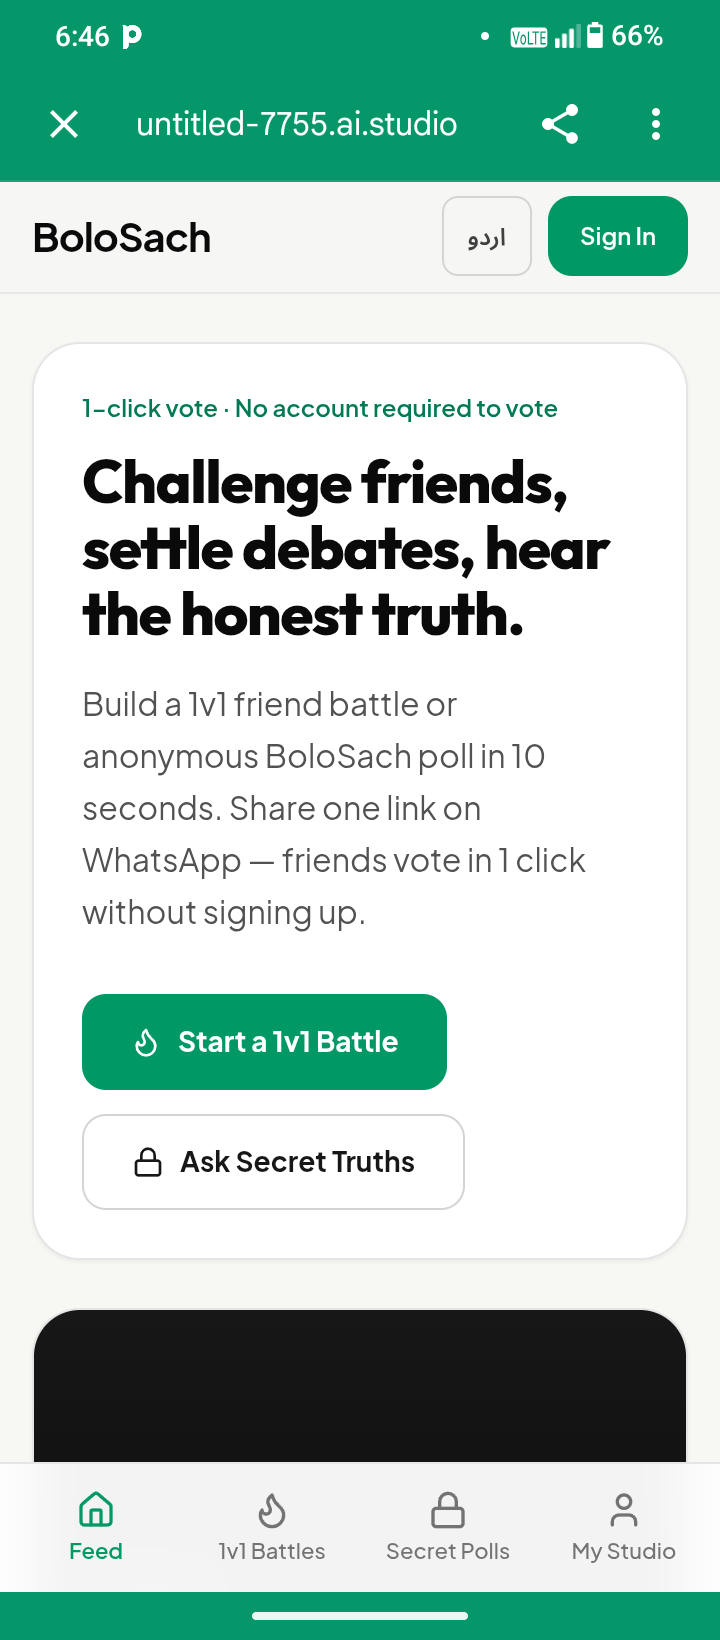 6:46
VoLTE
66%
untitled-7755.ai.studio
BoloSach
اردو
Sign In
1-click vote · No account required to vote
Challenge friends,
settle debates, hear
the honest truth.
Build a 1v1 friend battle or
anonymous BoloSach poll in 10
seconds. Share one link on
WhatsApp — friends vote in 1 click
without signing up.
Start a 1v1 Battle
Ask Secret Truths
Feed
1v1 Battles
Secret Polls
My Studio